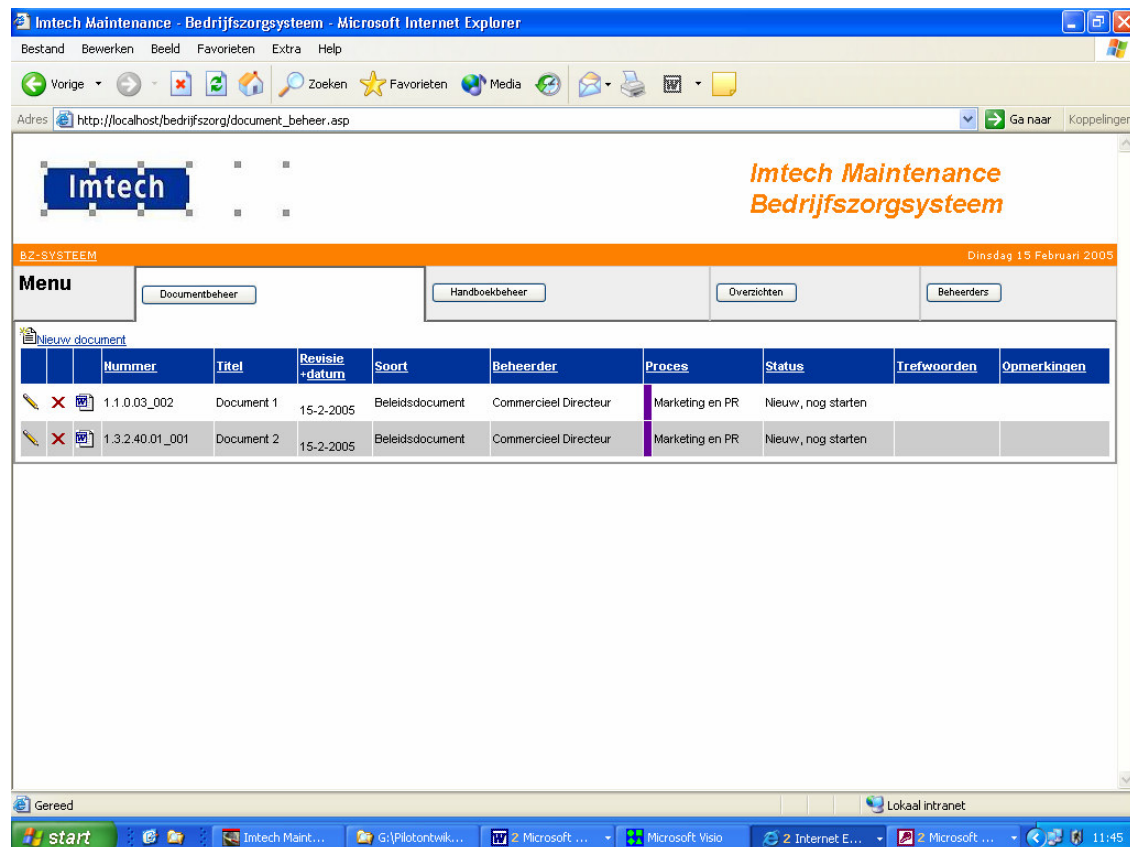 Imtech Maintenance - Bedrijfszorgsysteem - Microsoft Internet Explorer
Bestand Bewerken Beeld Favorieten Extra Help
Vorige Zoeken Favorieten Media
Adres http://localhost/bedrijfszorg/document_beheer.asp Ga naar Koppelingen
Imtech
Imtech Maintenance
Bedrijfszorgsysteem
BZ-SYSTEEM Dinsdag 15 Februari 2005
Menu Documentbeheer Handboekbeheer Overzichten Beheerders
Nieuw document
Nummer Titel Revisie +datum Soort Beheerder Proces Status Trefwoorden Opmerkingen
1.1.0.03_002 Document 1 15-2-2005 Beleidsdocument Commercieel Directeur Marketing en PR Nieuw, nog starten
1.3.2.40.01_001 Document 2 15-2-2005 Beleidsdocument Commercieel Directeur Marketing en PR Nieuw, nog starten
Gereed Lokaal intranet
start Imtech Maint... G:\Pilotontwik... 2 Microsoft ... Microsoft Visio 2 Internet E... 2 Microsoft ... 11:45